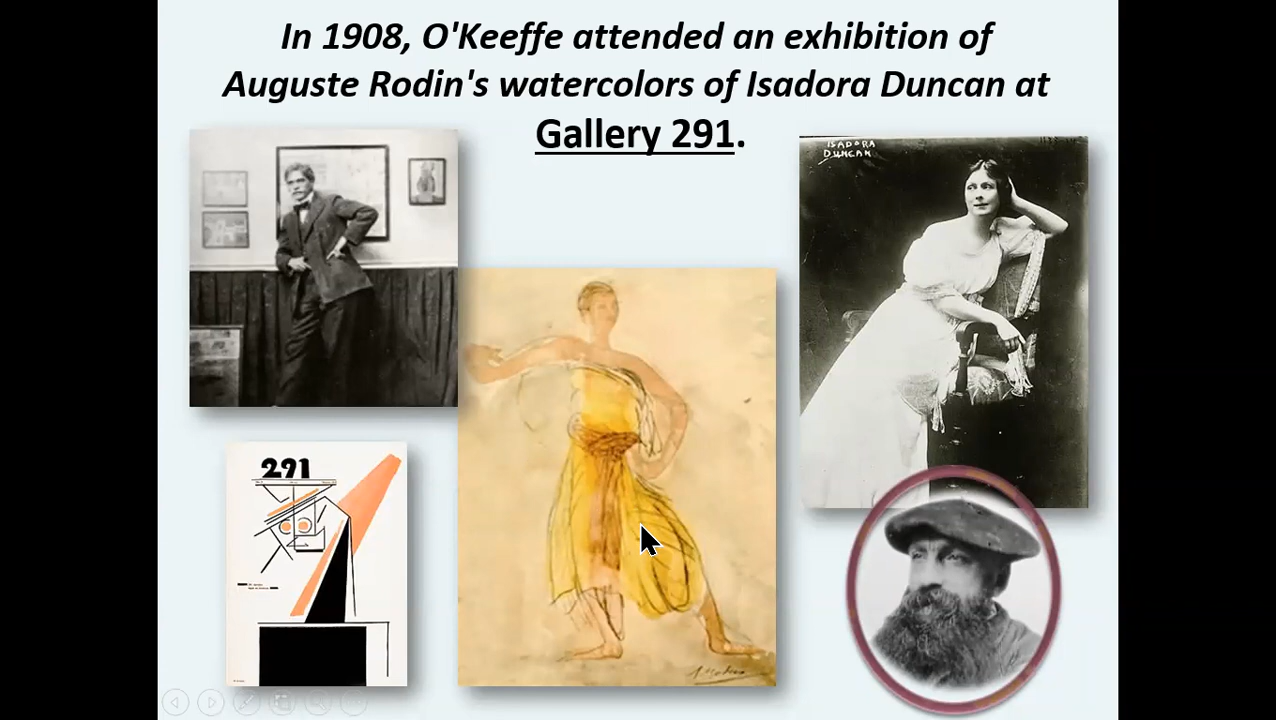 In 1908, O'Keeffe attended an exhibition of
Auguste Rodin's watercolors of Isadora Duncan at
Gallery 291.
ISADORA
DUNCAN
291